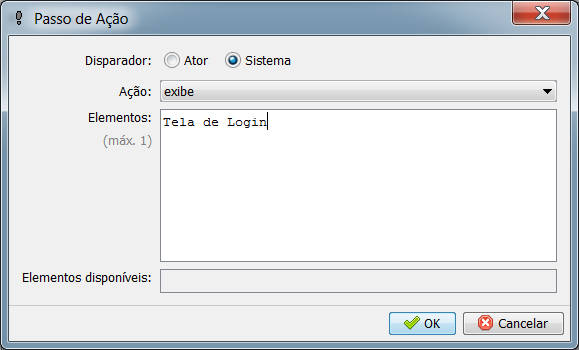 Passo de Ação
Disparador: Ator Sistema
Ação: exibe
Elementos: Tela de Login
(máx. 1)
Elementos disponíveis:
OK Cancelar